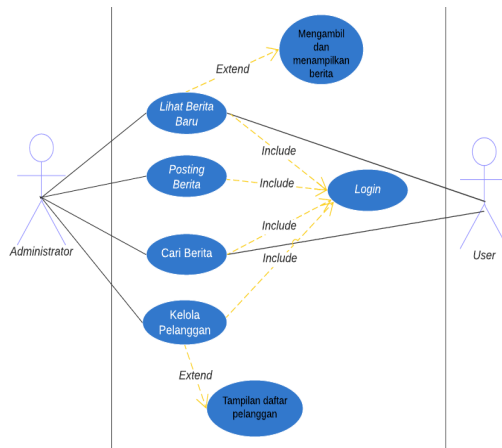 Mengambil
dan
menampilkan
berita
Extend
Lihat Berita
Baru
Include
Posting
Berita
Include
Login
Administrator
User
Include
Cari Berita
Include
Kelola
Pelanggan
Extend
Tampilan daftar
pelanggan